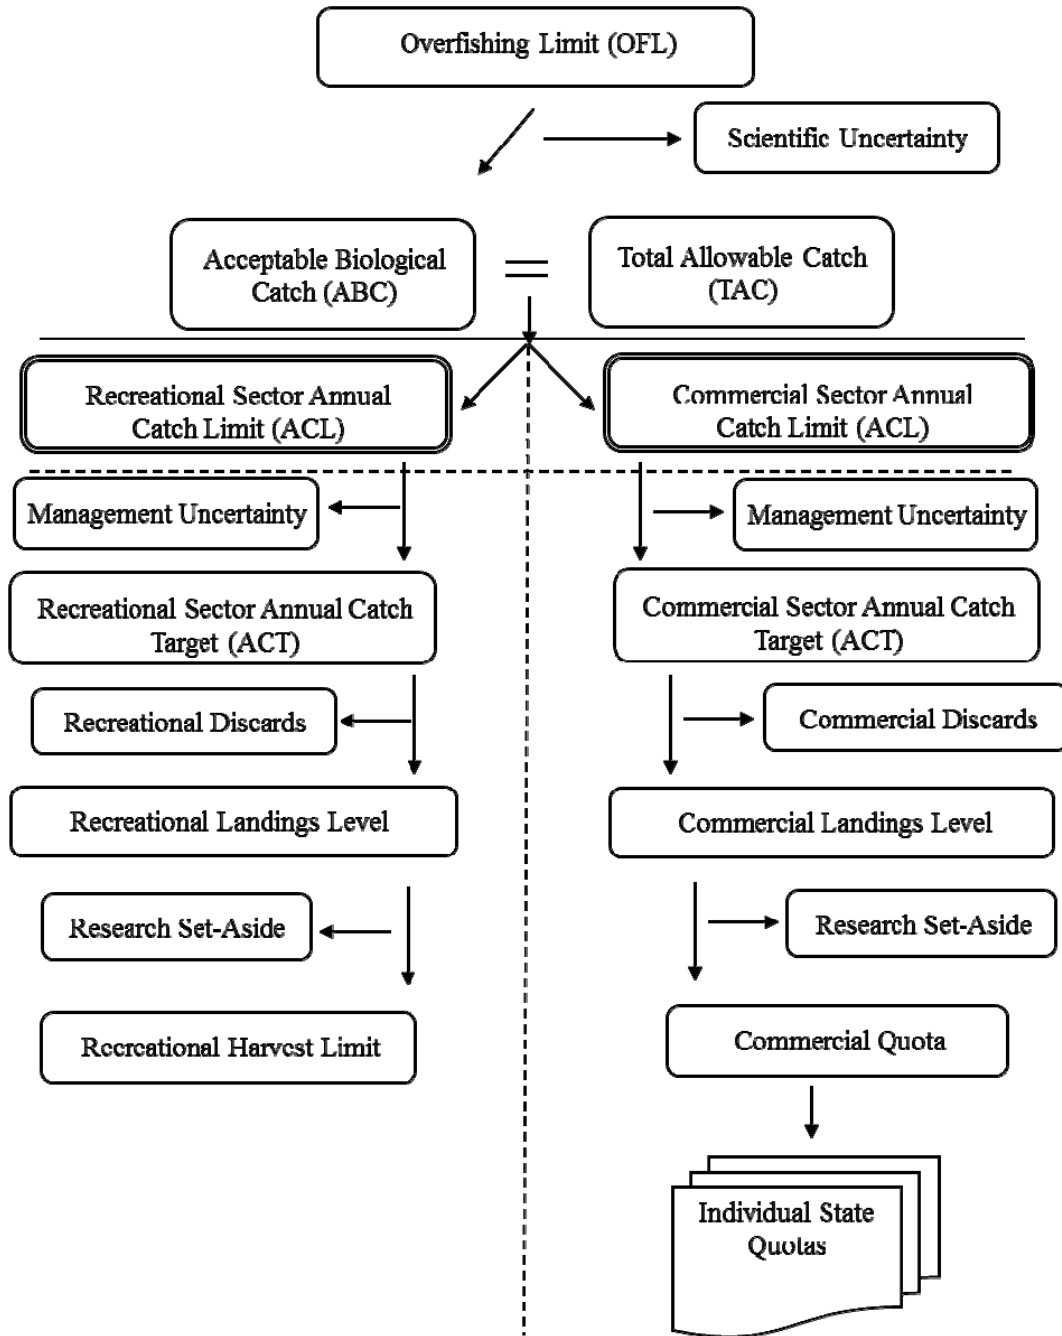 Overfishing Limit (OFL)
Scientific Uncertainty
Acceptable Biological
Catch (ABC)
Total Allowable Catch
(TAC)
Recreational Sector Annual
Catch Limit (ACL)
Commercial Sector Annual
Catch Limit (ACL)
Management Uncertainty
Management Uncertainty
Recreational Sector Annual Catch
Target (ACT)
Commercial Sector Annual Catch
Target (ACT)
Recreational Discards
Commercial Discards
Recreational Landings Level
Commercial Landings Level
Research Set-Aside
Research Set-Aside
Recreational Harvest Limit
Commercial Quota
Individual State
Quotas